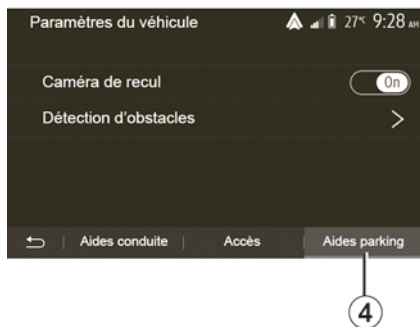 Paramètres du véhicule 27°C 9:28 AM
Caméra de recul On
Détection d'obstacles >
Aides conduite Accès Aides parking
4